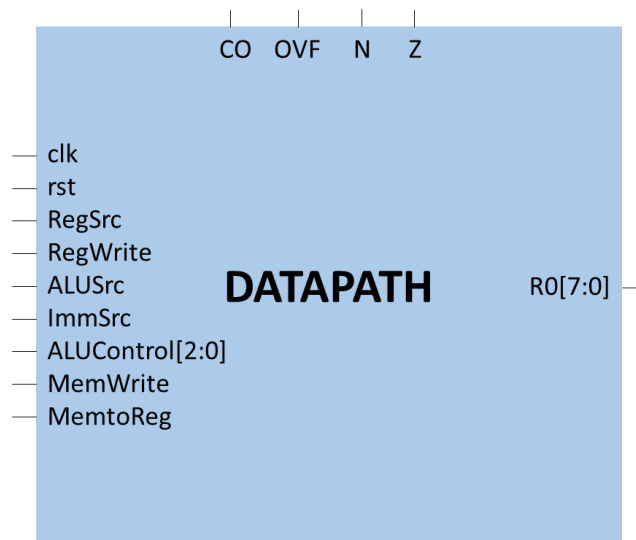 CO OVF N Z
clk
rst
RegSrc
RegWrite
ALUSrc
DATAPATH
R0[7:0]
ImmSrc
ALUControl[2:0]
MemWrite
MemtoReg